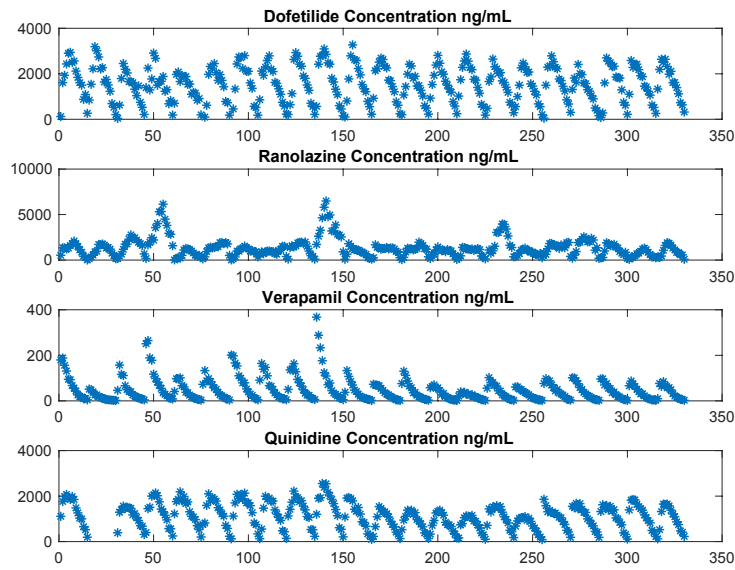 Dofetilide Concentration ng/mL
4000
2000
0
0 50 100 150 200 250 300 350
Ranolazine Concentration ng/mL
10000
5000
0
0 50 100 150 200 250 300 350
Verapamil Concentration ng/mL
400
200
0
0 50 100 150 200 250 300 350
Quinidine Concentration ng/mL
4000
2000
0
0 50 100 150 200 250 300 350